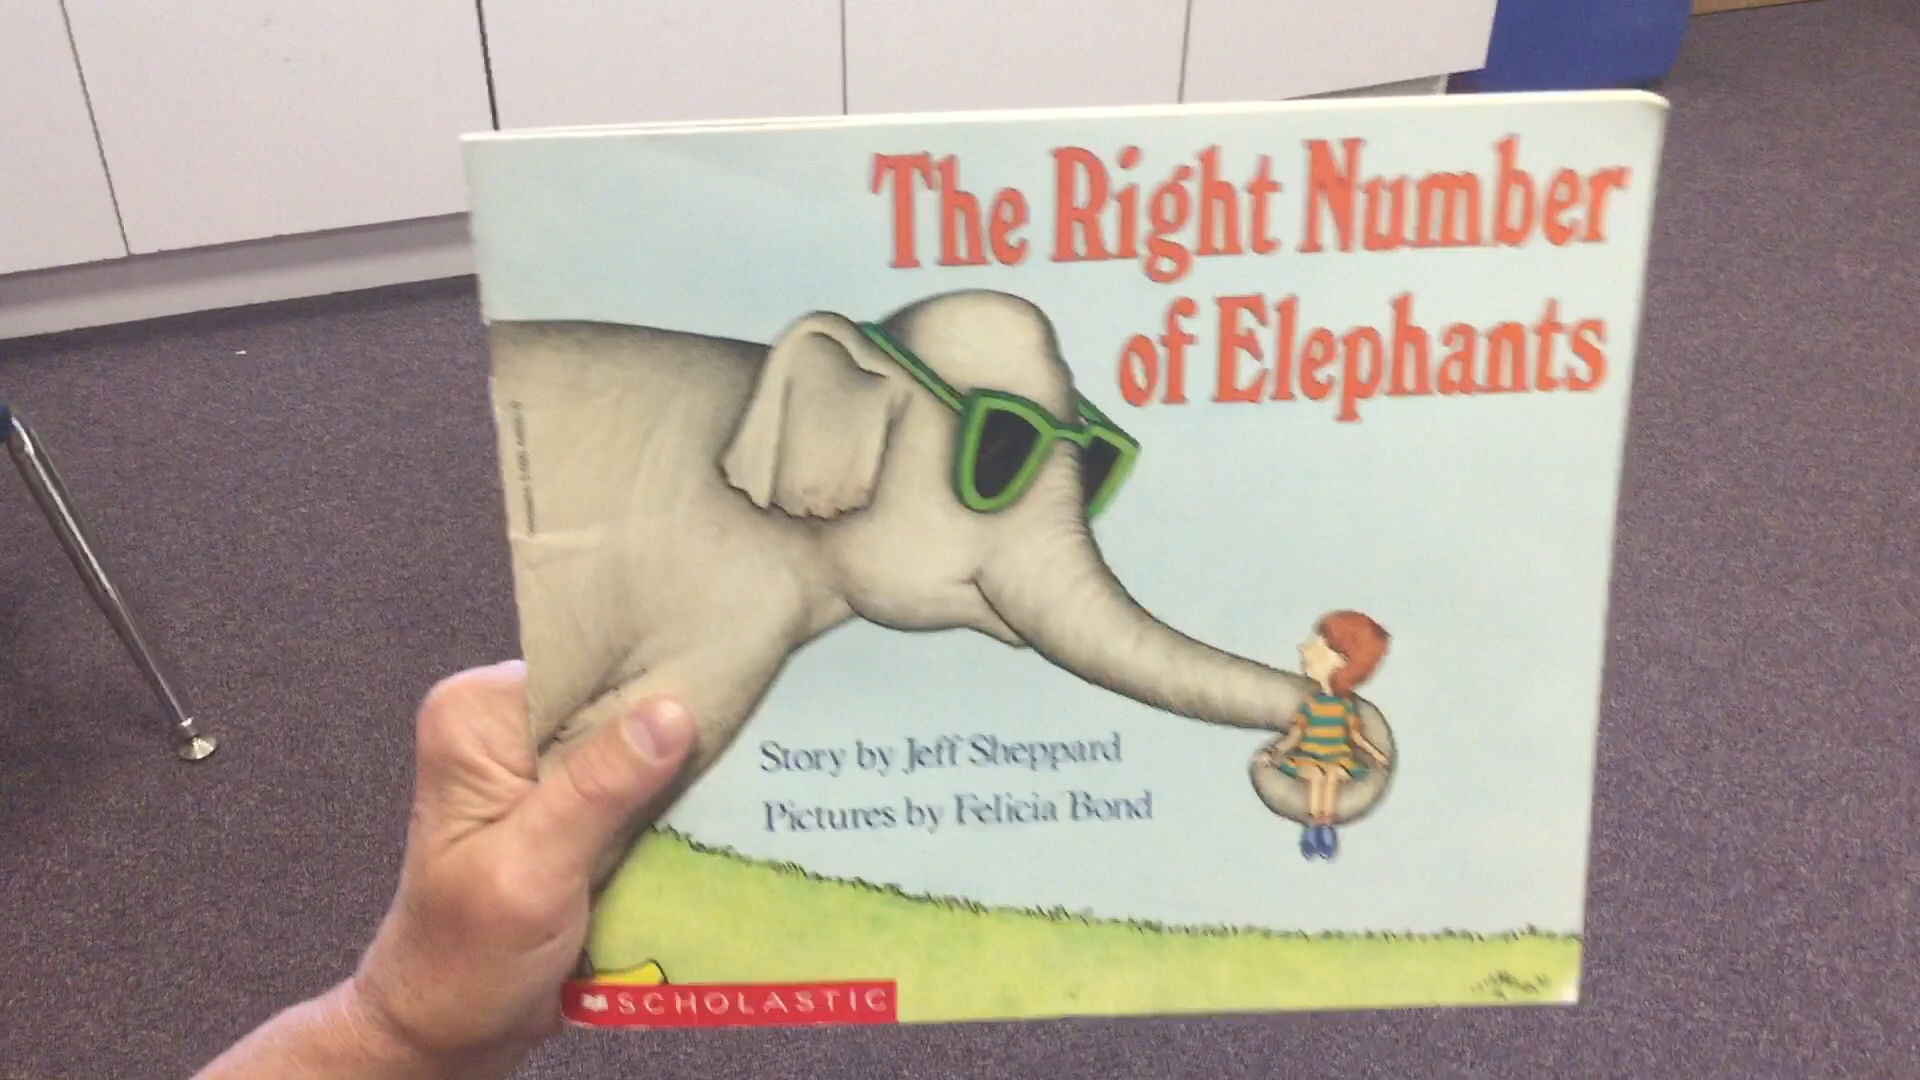 The Right Number
of Elephants
Story by Jeff Sheppard
Pictures by Felicia Bond
SCHOLASTIC